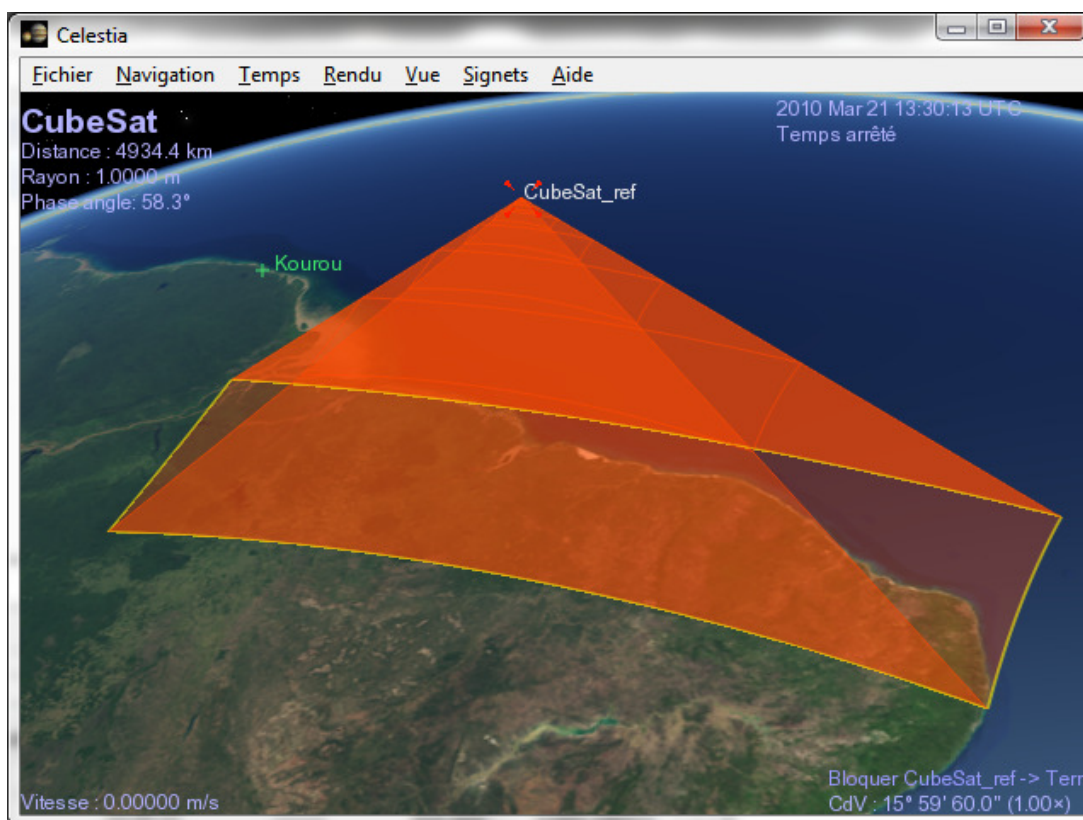 Celestia
Fichier Navigation Temps Rendu Vue Signets Aide
CubeSat
Distance : 4934.4 km
Rayon : 1.0000 m
Phase angle: 58.3°
2010 Mar 21 13:30:13 UTC
Temps arrêté
CubeSat_ref
Kourou
Vitesse : 0.00000 m/s
Bloquer CubeSat_ref -> Terr
CdV : 15° 59' 60.0" (1.00×)